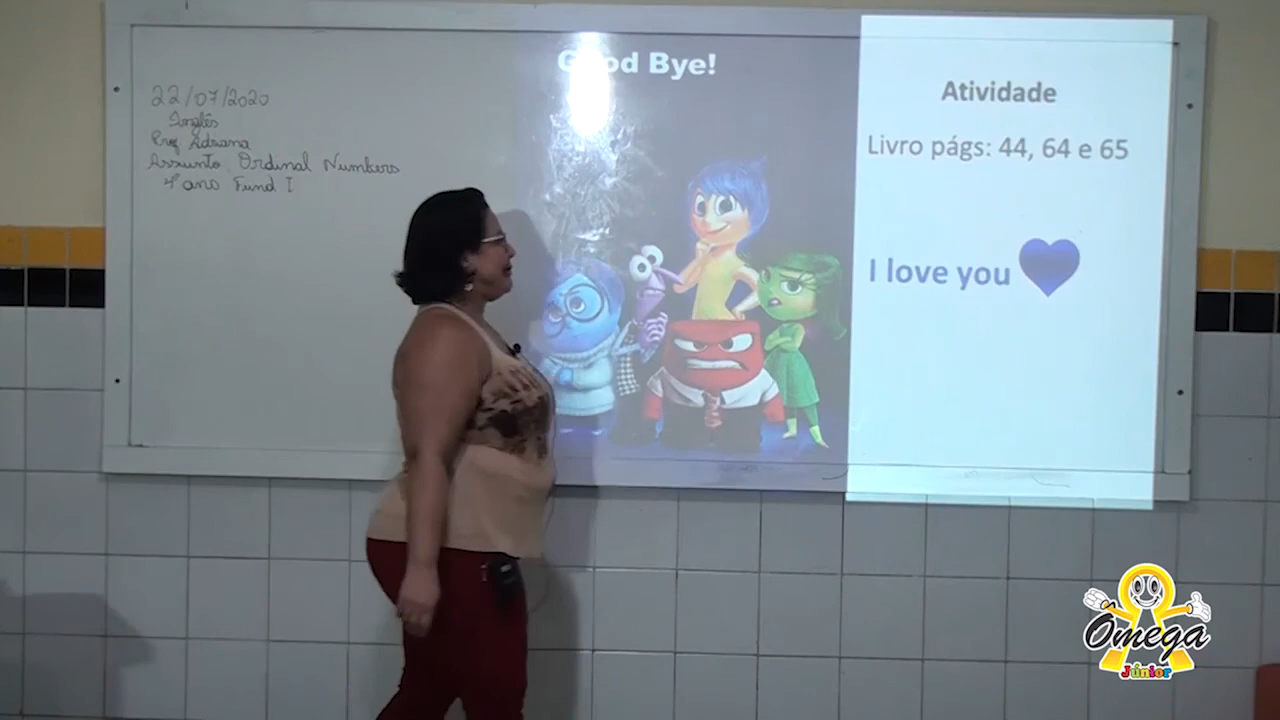 22/07/2020
Inglês
Prof Adriana
Assunto Ordinal Numbers
4º ano Fund I
Good Bye!
Atividade
Livro págs: 44, 64 e 65
I love you
Ômega
Júnior